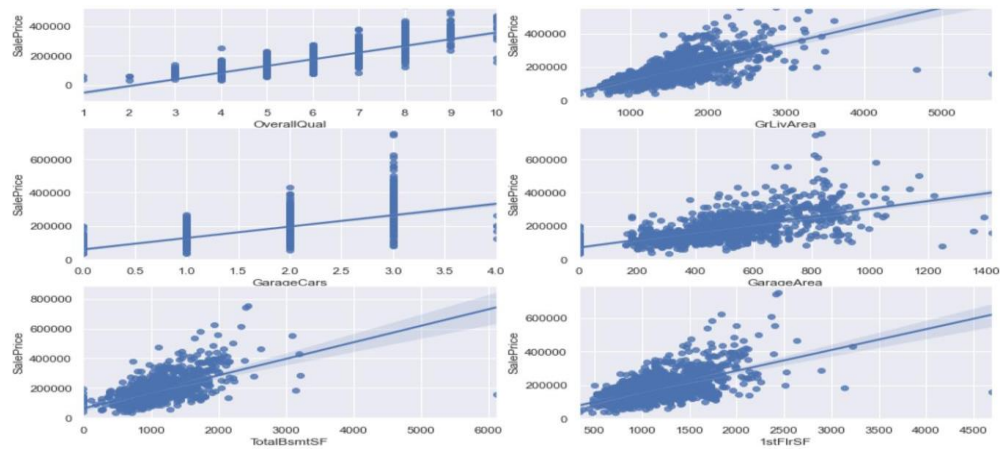 SalePrice
400000
200000
0
1 2 3 4 5 6 7 8 9 10
OverallQual
SalePrice
400000
200000
0
1000 2000 3000 4000 5000
GrLivArea
SalePrice
600000
400000
200000
0
0.0 0.5 1.0 1.5 2.0 2.5 3.0 3.5 4.0
GarageCars
SalePrice
600000
400000
200000
0
0 200 400 600 800 1000 1200 1400
GarageArea
SalePrice
800000
600000
400000
200000
0
0 1000 2000 3000 4000 5000 6000
TotalBsmtSF
SalePrice
600000
400000
200000
0
500 1000 1500 2000 2500 3000 3500 4000 4500
1stFlrSF